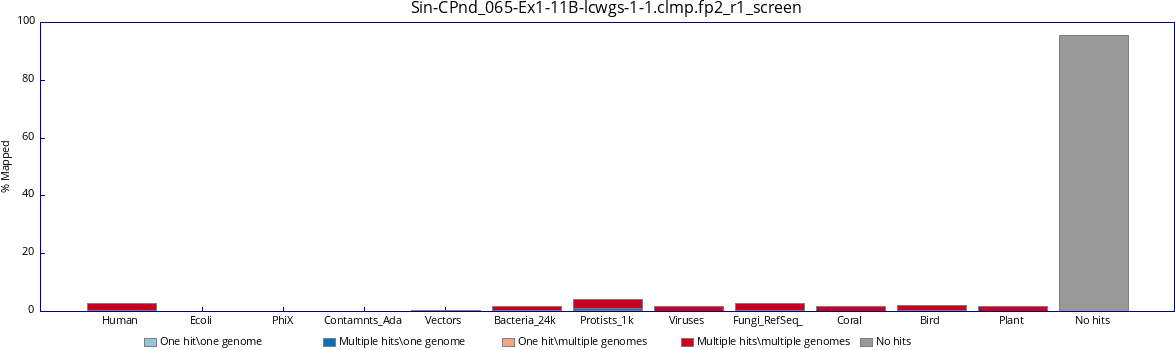 Sin-CPnd_065-Ex1-11B-lcwgs-1-1.clmp.fp2_r1_screen
100
80
60
40
20
0
% Mapped
Human Ecoli PhiX Contamnts_Ada Vectors Bacteria_24k Protists_1k Viruses Fungi_RefSeq_ Coral Bird Plant No hits
One hit\one genome Multiple hits\one genome One hit\multiple genomes Multiple hits\multiple genomes No hits